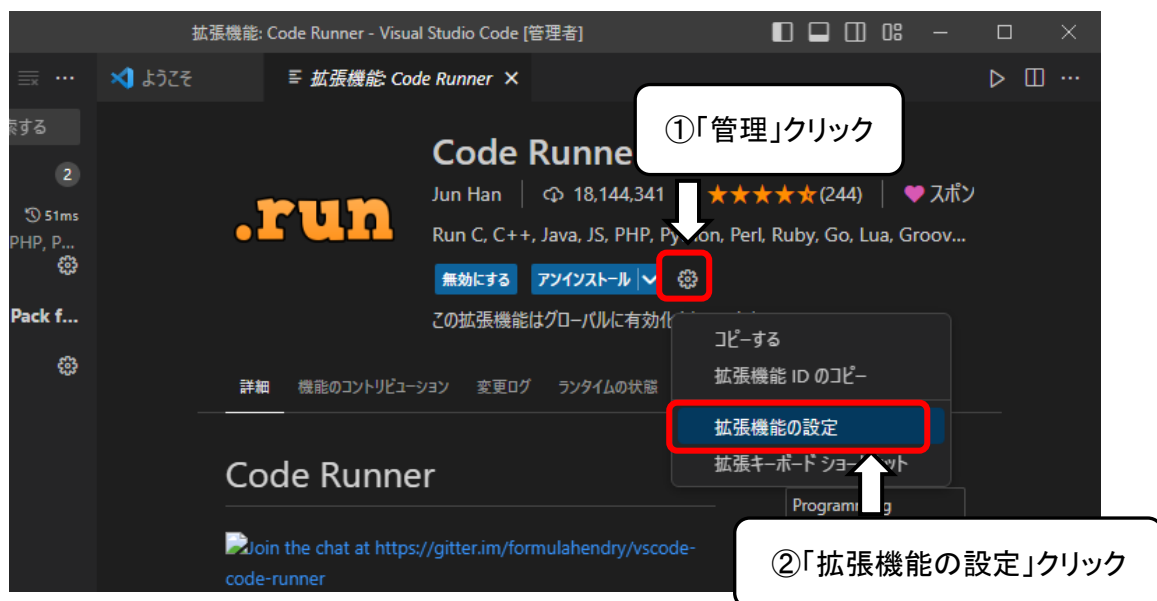 拡張機能: Code Runner - Visual Studio Code [管理者]
ようこそ
拡張機能: Code Runner
索する
①「管理」クリック
Code Runne
2
Jun Han 18,144,341 ★★★★★(244) スポン
.run
51ms
PHP, P...
Run C, C++, Java, JS, PHP, Python, Perl, Ruby, Go, Lua, Groov...
無効にする アンインストール
Pack f...
この拡張機能はグローバルに有効化
コピーする
拡張機能 ID のコピー
詳細 機能のコントリビューション 変更ログ ランタイムの状態
拡張機能の設定
拡張キーボード ショートカット
Code Runner
Programming
Join the chat at https://gitter.im/formulahendry/vscode-
code-runner
②「拡張機能の設定」クリック